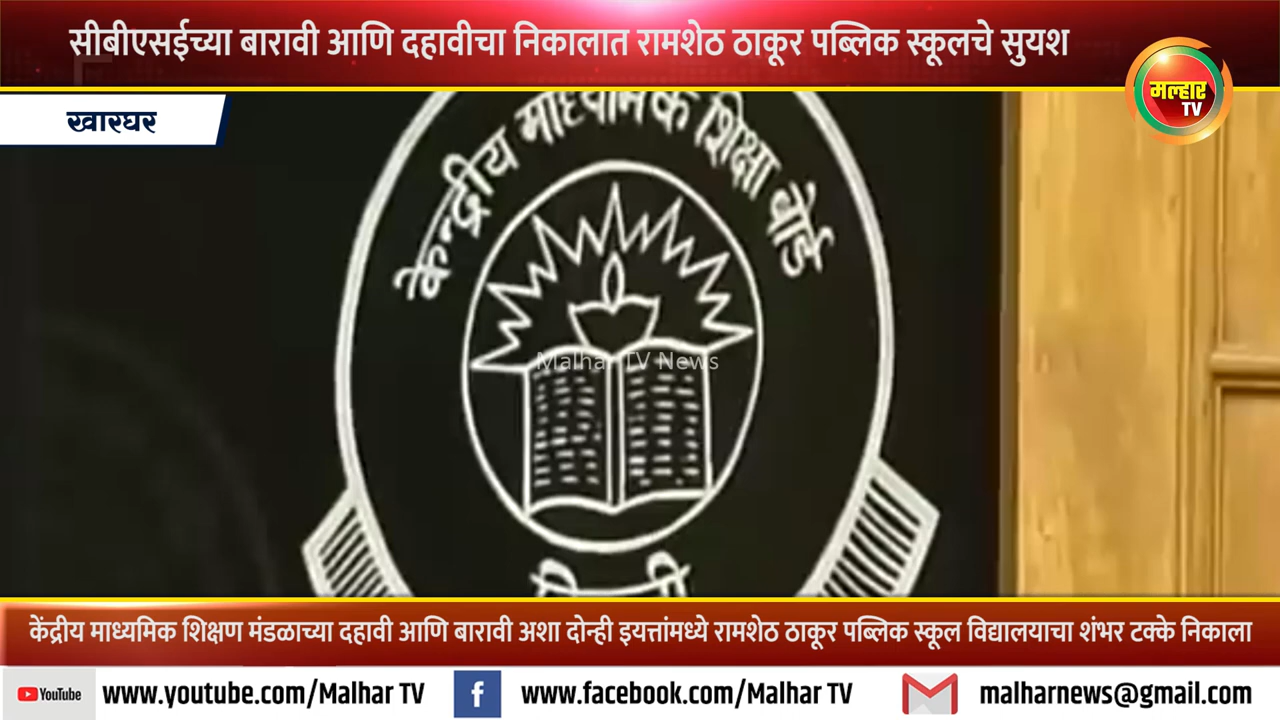 सीबीएसईच्या बारावी आणि दहावीचा निकालात रामशेठ ठाकूर पब्लिक स्कूलचे सुयश
मल्हार
TV
खारघर
केन्द्रीय माध्यमिक शिक्षा बोर्ड
Malhar TV News
केंद्रीय माध्यमिक शिक्षण मंडळाच्या दहावी आणि बारावी अशा दोन्ही इयत्तांमध्ये रामशेठ ठाकूर पब्लिक स्कूल विद्यालयाचा शंभर टक्के निकाला
YouTube www.youtube.com/Malhar TV f www.facebook.com/Malhar TV malharnews@gmail.com